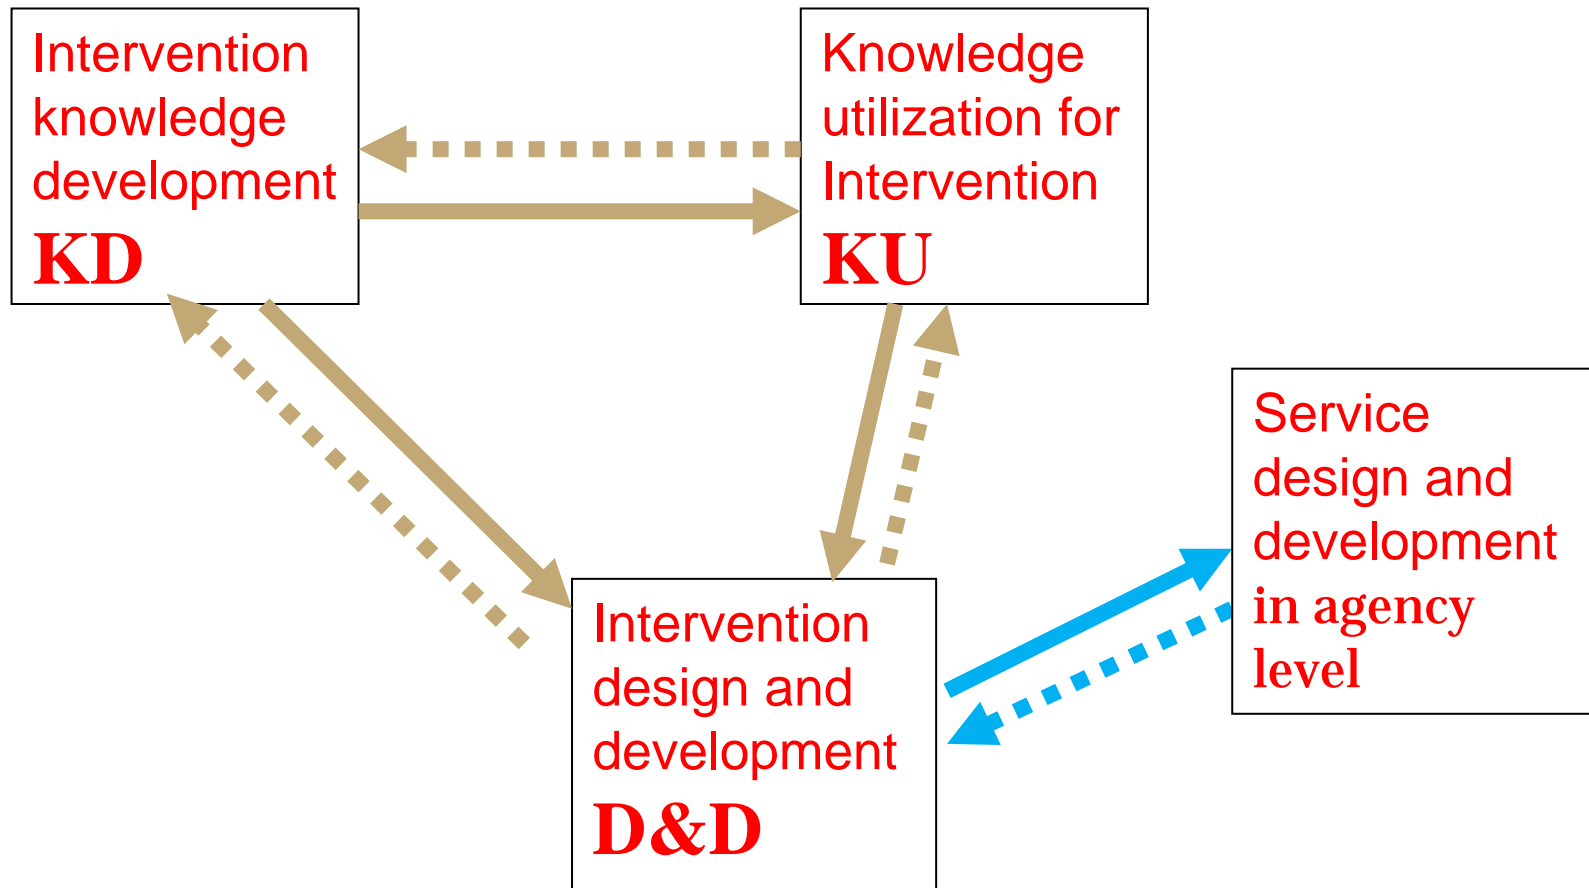 Intervention
knowledge
development
KD
Knowledge
utilization for
Intervention
KU
Service
design and
development
in agency
level
Intervention
design and
development
D&D